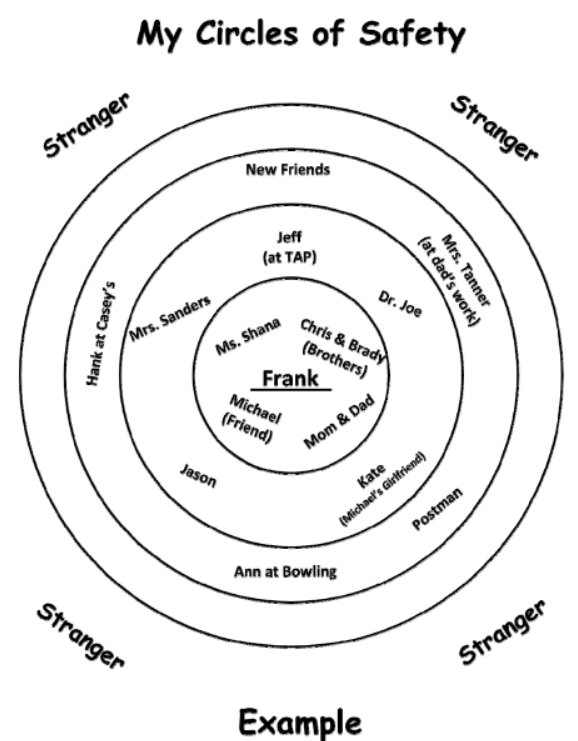 My Circles of Safety
Stranger
Stranger
New Friends
Jeff
(at TAP)
Mrs. Tanner
(at dad's work)
Hank at Casey's
Mrs. Sanders
Dr. Joe
Ms. Shana
Chris & Brady
(Brothers)
Frank
Michael
(Friend)
Mom & Dad
Jason
Kate
(Michael's Girlfriend)
Postman
Ann at Bowling
Stranger
Stranger
Example